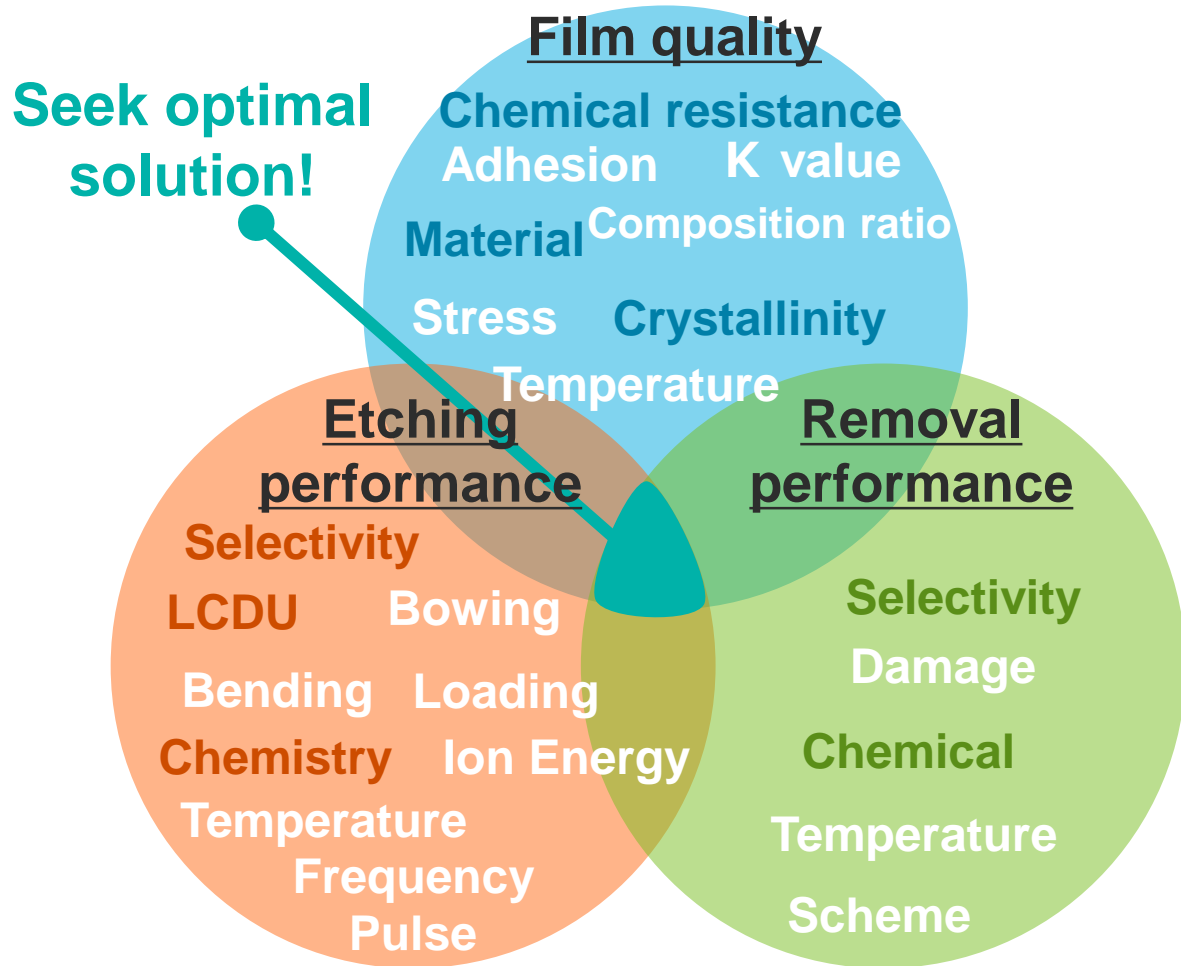 Film quality
Seek optimal
solution!
Chemical resistance
Adhesion K value
Material Composition ratio
Stress Crystallinity
Temperature
Etching
performance
Selectivity
LCDU Bowing
Bending Loading
Chemistry Ion Energy
Temperature
Frequency
Pulse
Removal
performance
Selectivity
Damage
Chemical
Temperature
Scheme